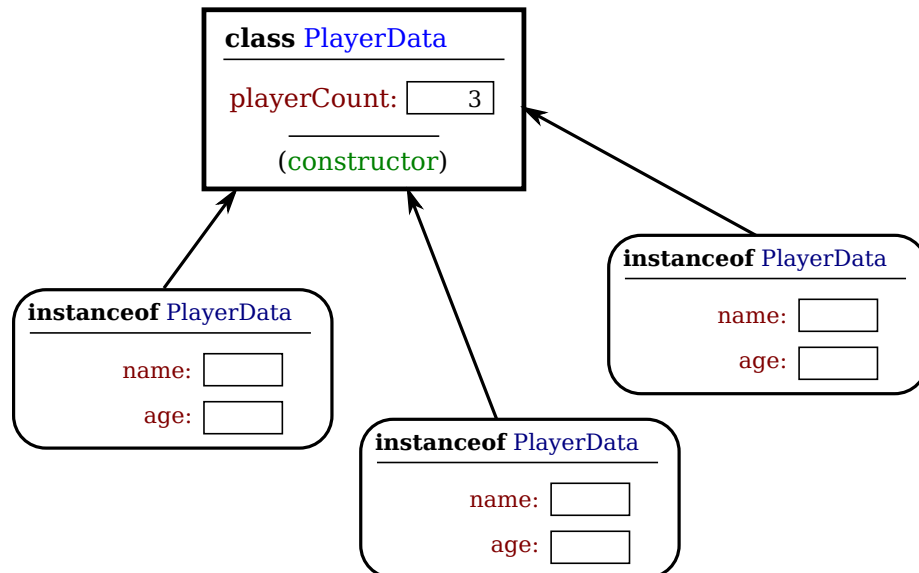 class PlayerData
playerCount: 3
(constructor)
instanceof PlayerData
name:
age:
instanceof PlayerData
name:
age:
instanceof PlayerData
name:
age: